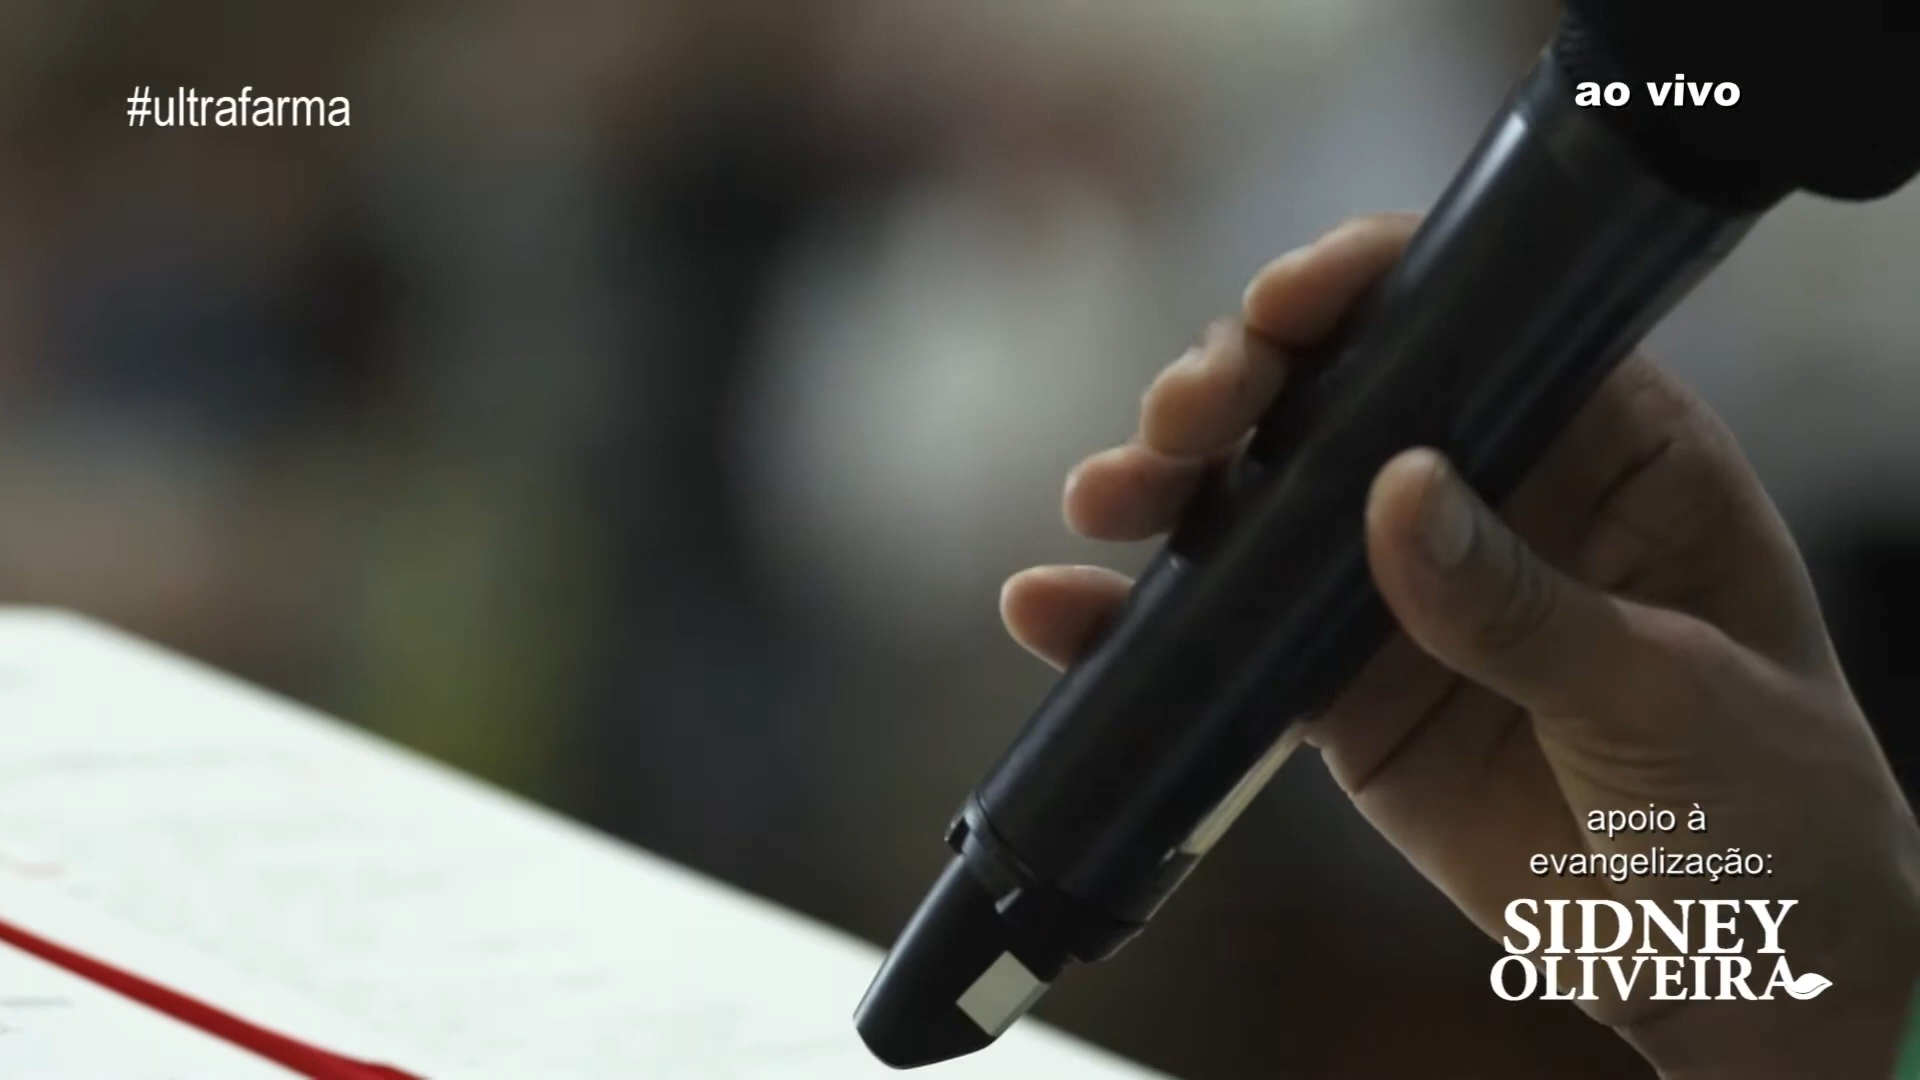 #ultrafarma
ao vivo
apoio à
evangelização:
SIDNEY
OLIVEIRA